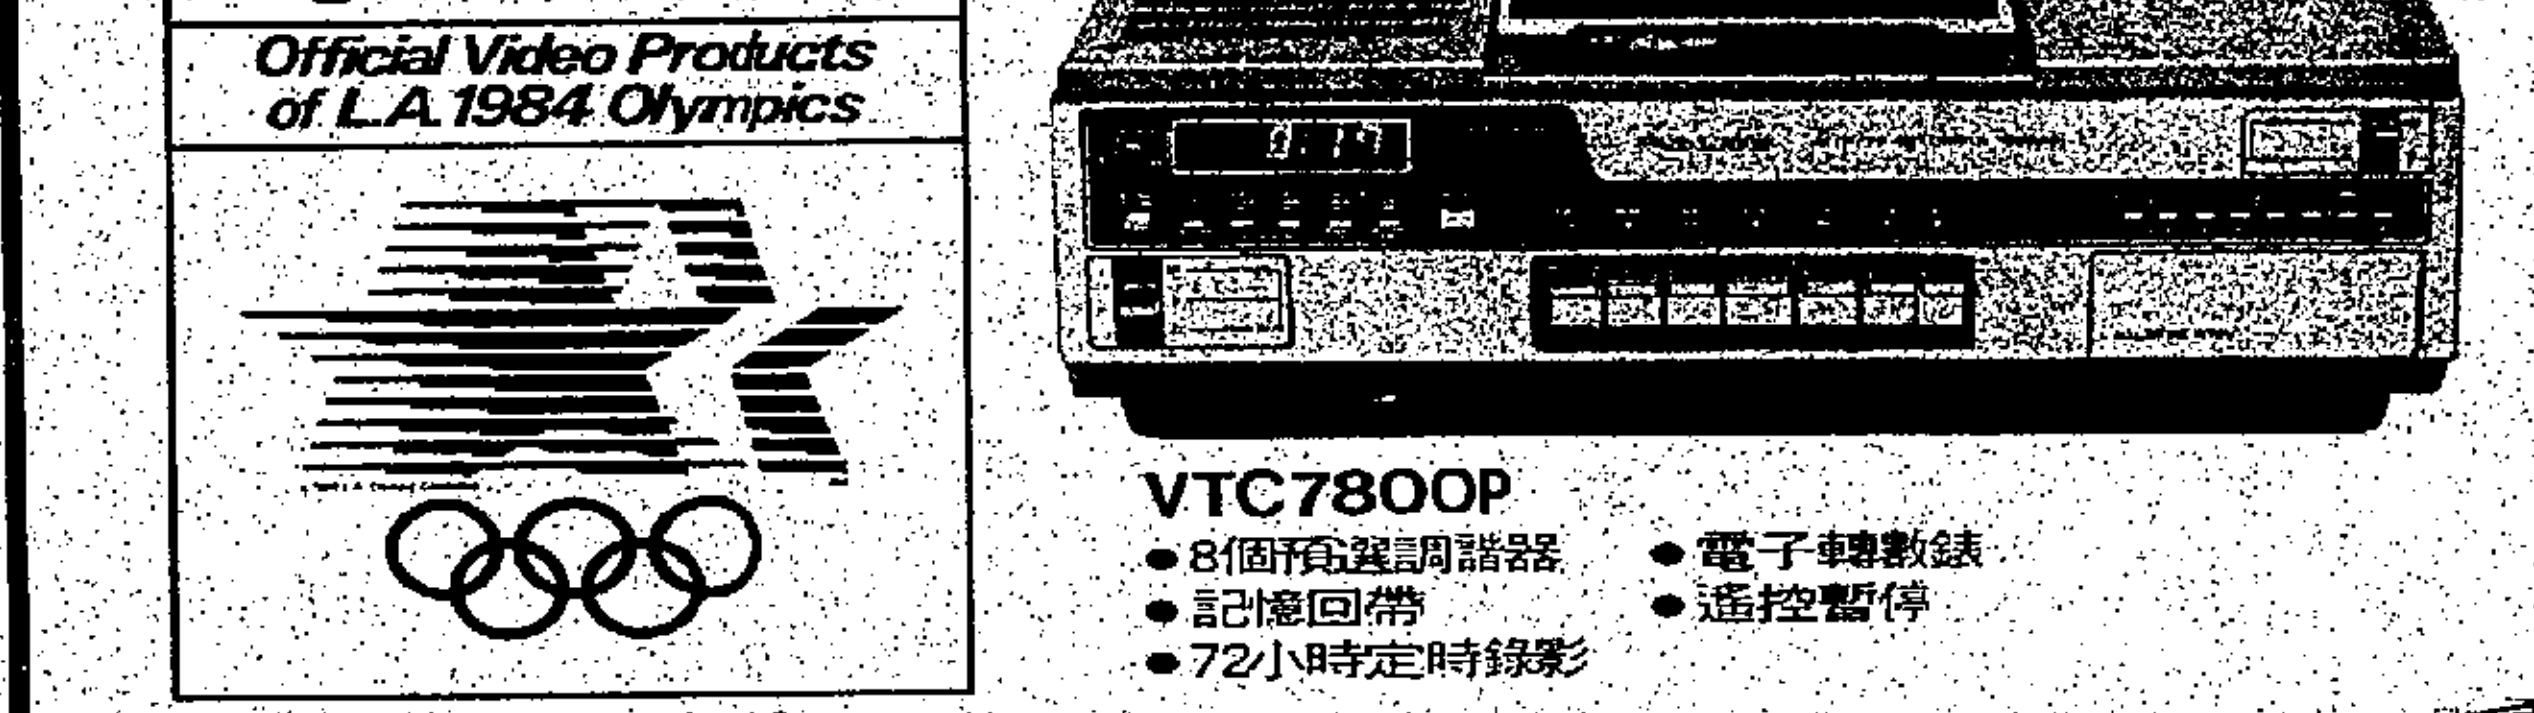 Official Video Products
of L.A.1984 Olympics
VTC7800P
●8個預選調諧器
●記憶回帶
●72小時定時錄影
●電子轉數錶
●遙控暫停